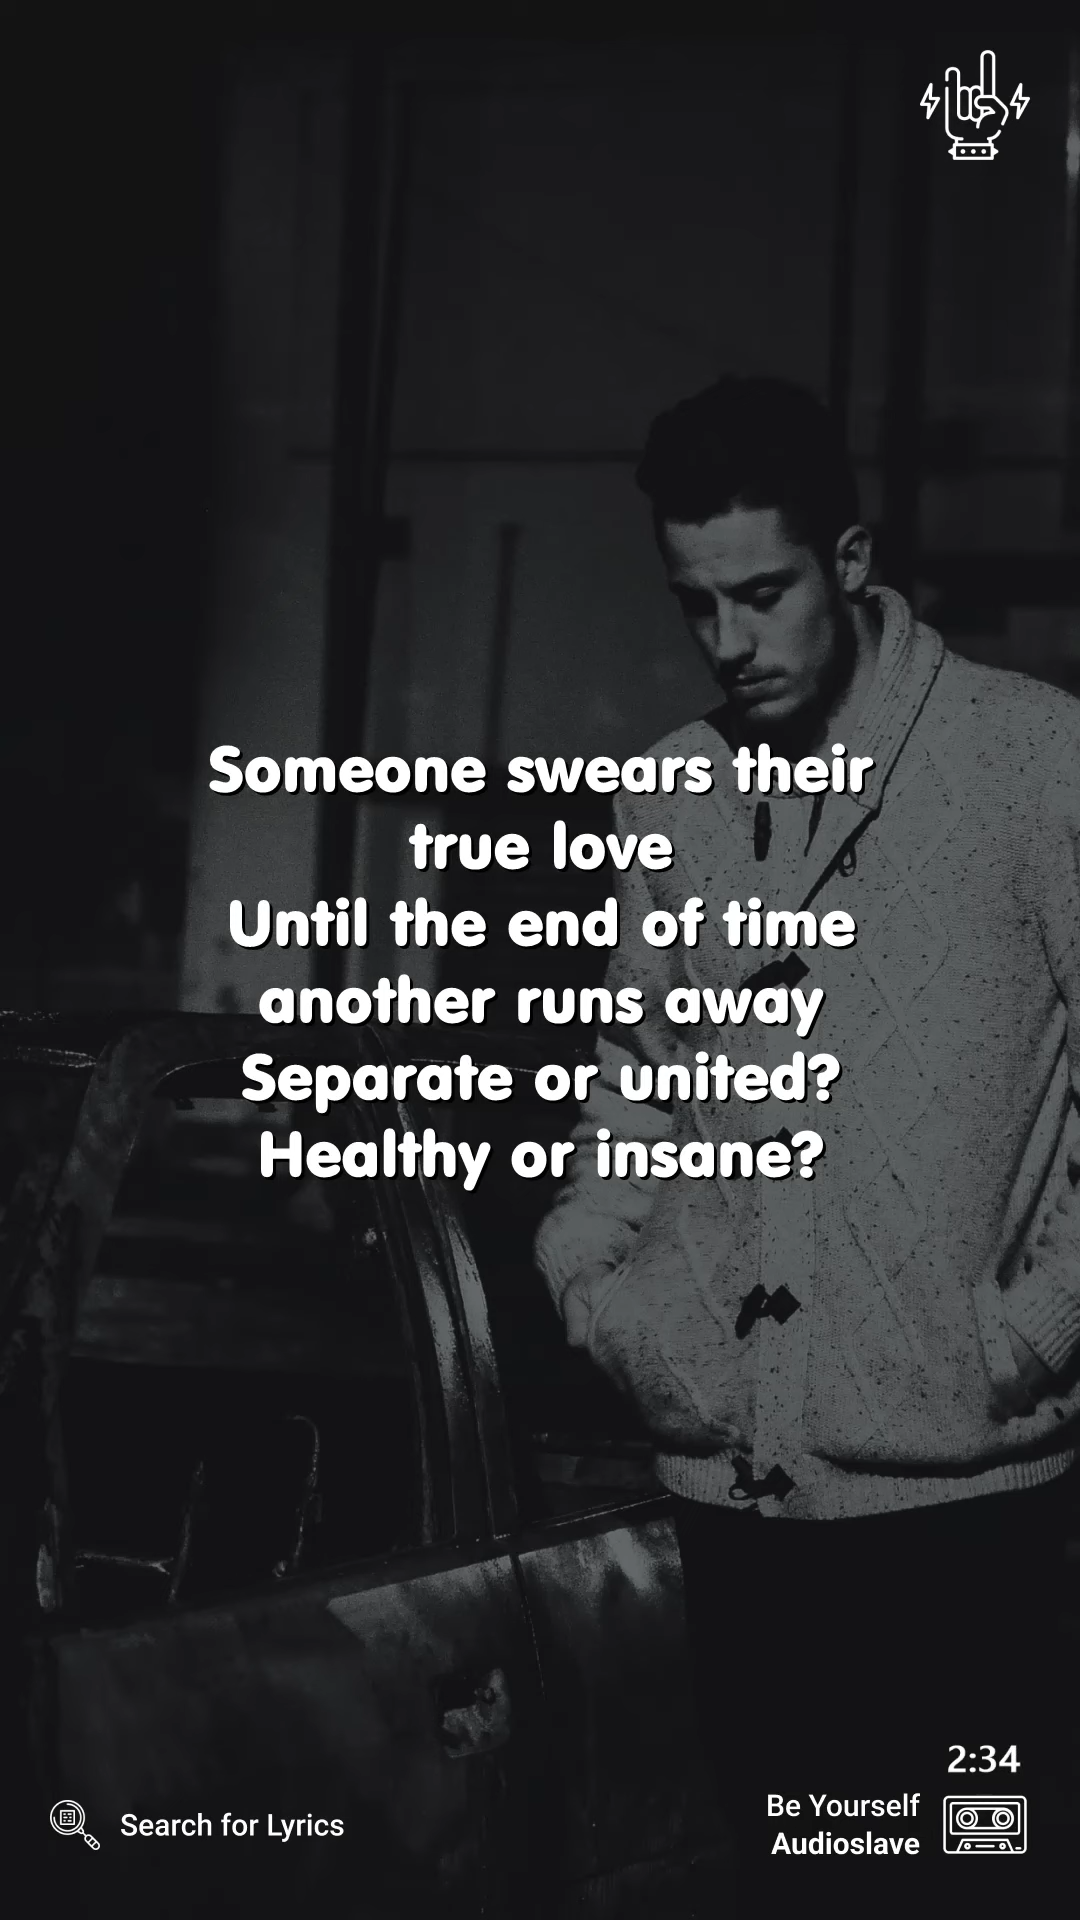 Someone swears their
true love
Until the end of time
another runs away
Separate or united?
Healthy or insane?
2:34
Be Yourself
Audioslave
Search for Lyrics